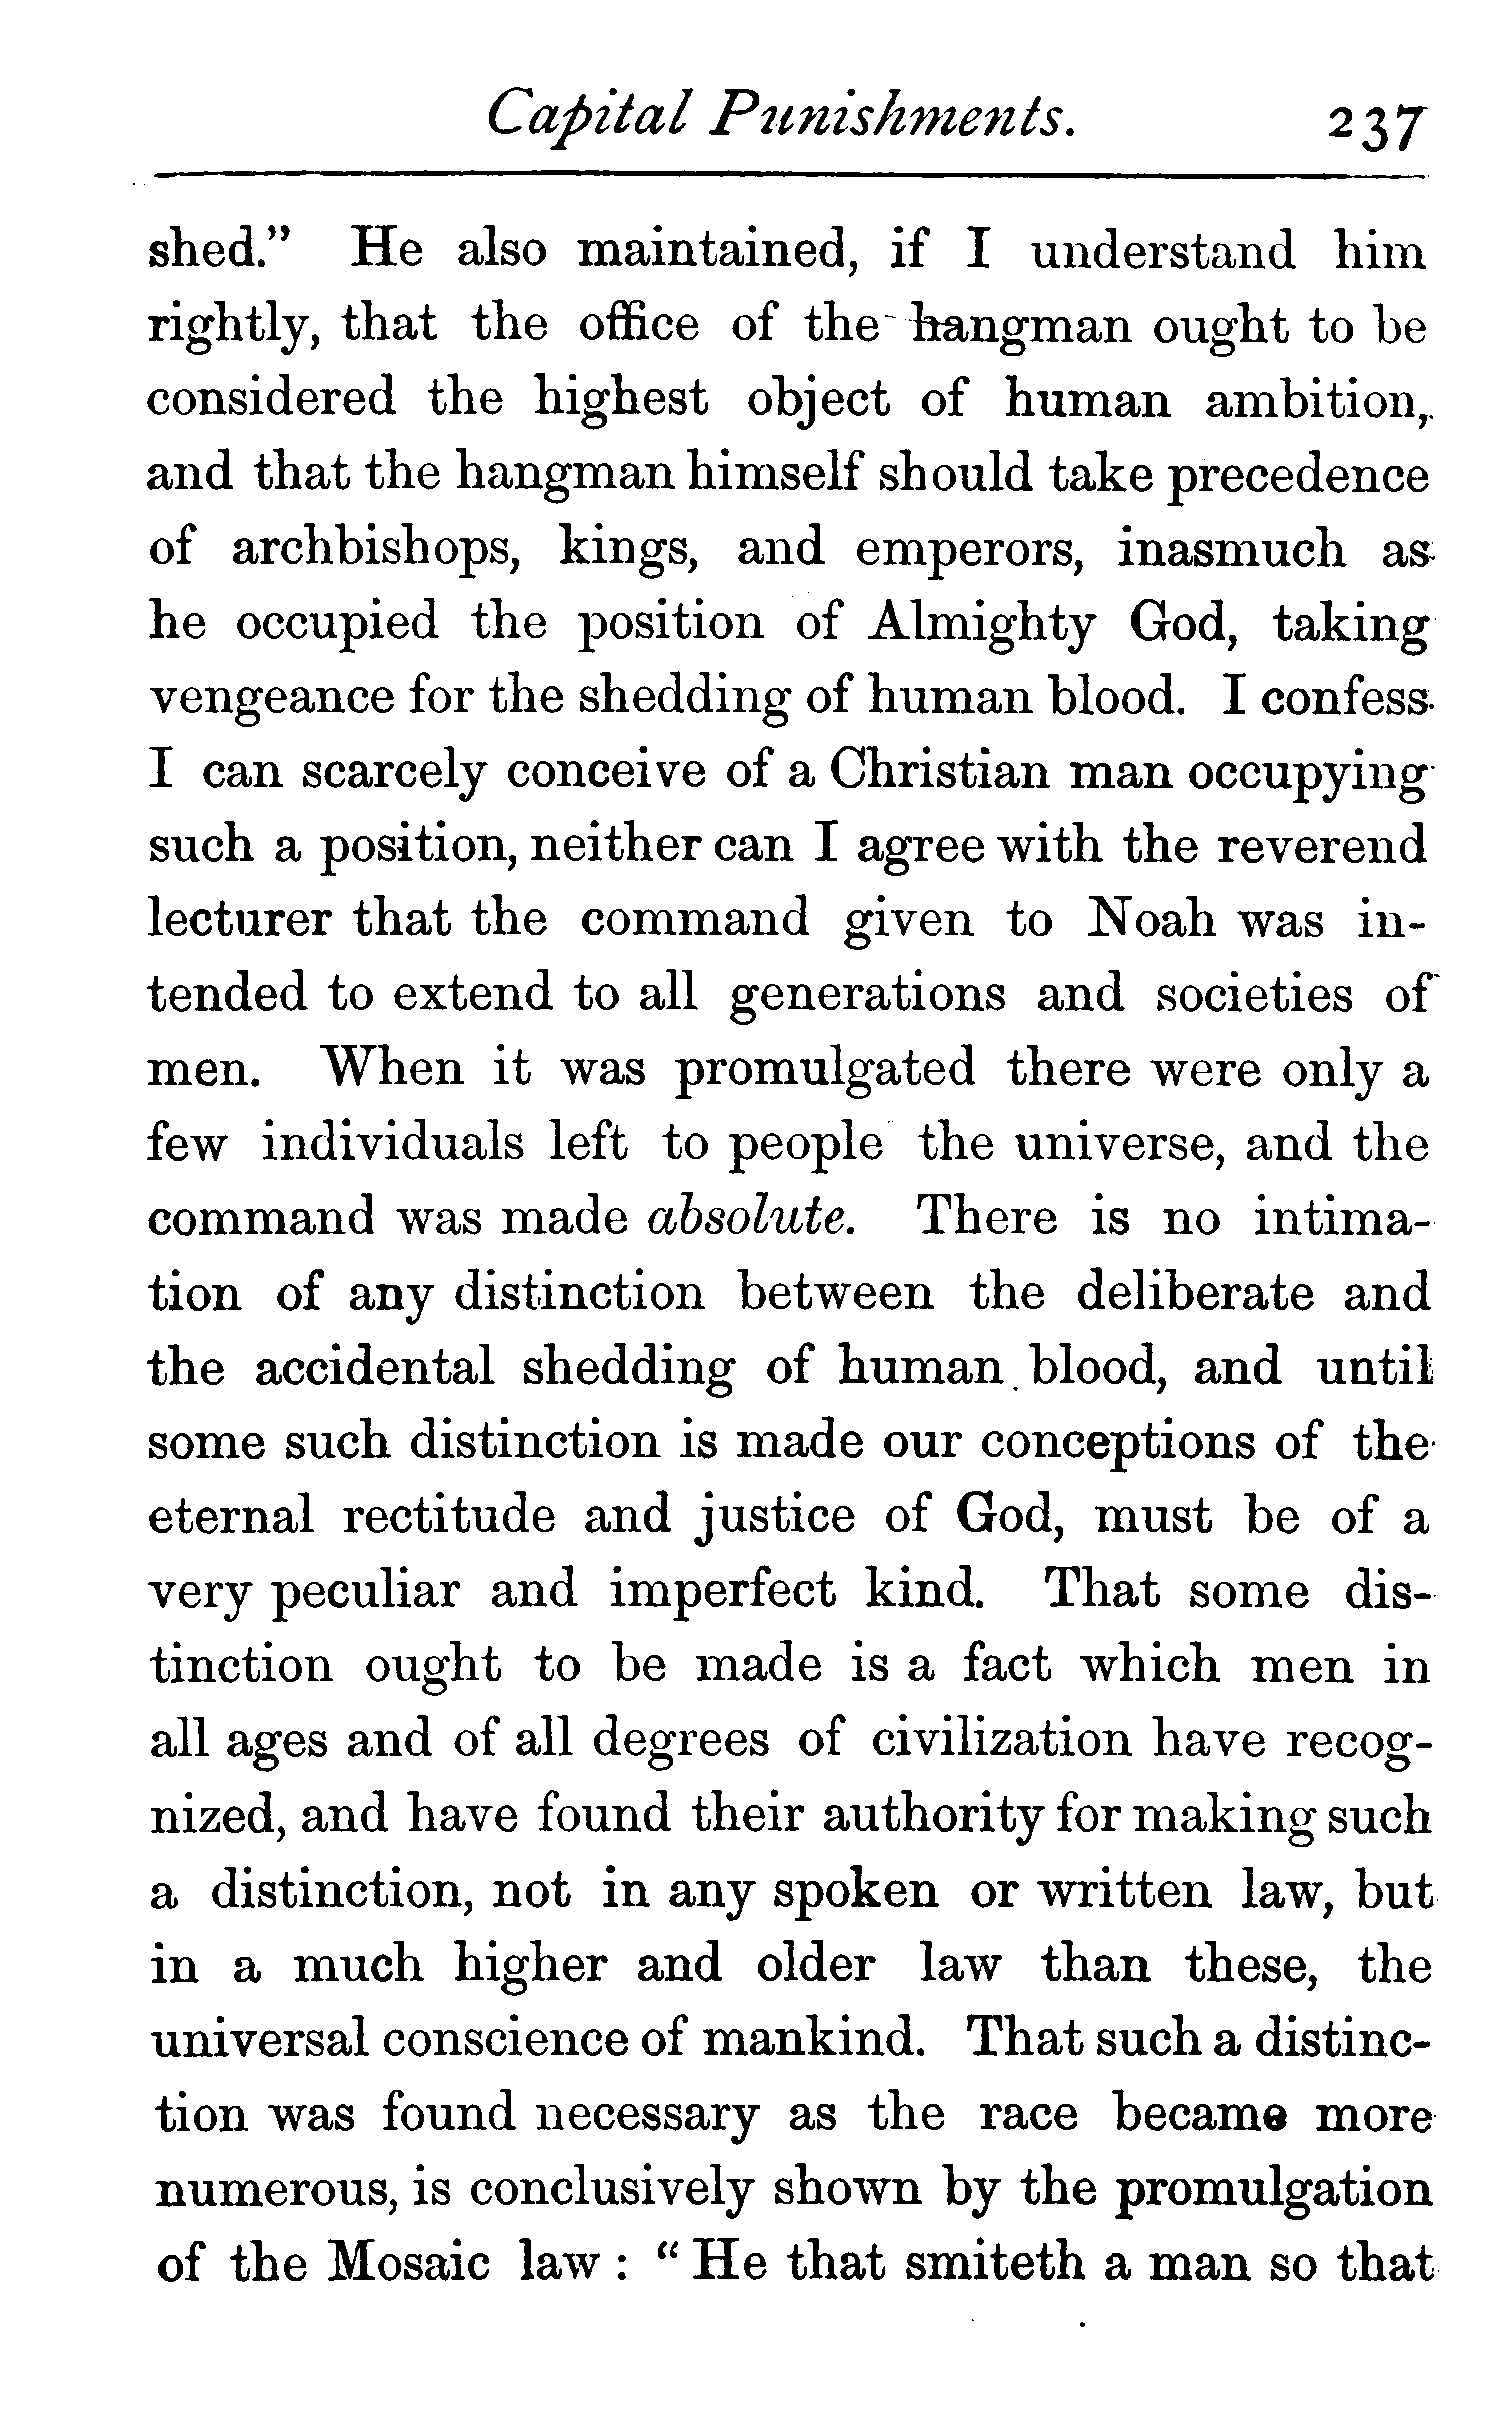 Capital Punishments. 237
shed." He also maintained, if I understand him
rightly, that the office of the hangman ought to be
considered the highest object of human ambition,
and that the hangman himself should take precedence
of archbishops, kings, and emperors, inasmuch as
he occupied the position of Almighty God, taking
vengeance for the shedding of human blood. I confess
I can scarcely conceive of a Christian man occupying
such a position, neither can I agree with the reverend
lecturer that the command given to Noah was in-
tended to extend to all generations and societies of
men. When it was promulgated there were only a
few individuals left to people the universe, and the
command was made absolute. There is no intima-
tion of any distinction between the deliberate and
the accidental shedding of human blood, and until
some such distinction is made our conceptions of the
eternal rectitude and justice of God, must be of a
very peculiar and imperfect kind. That some dis-
tinction ought to be made is a fact which men in
all ages and of all degrees of civilization have recog-
nized, and have found their authority for making such
a distinction, not in any spoken or written law, but
in a much higher and older law than these, the
universal conscience of mankind. That such a distinc-
tion was found necessary as the race became more
numerous, is conclusively shown by the promulgation
of the Mosaic law : "He that smiteth a man so that